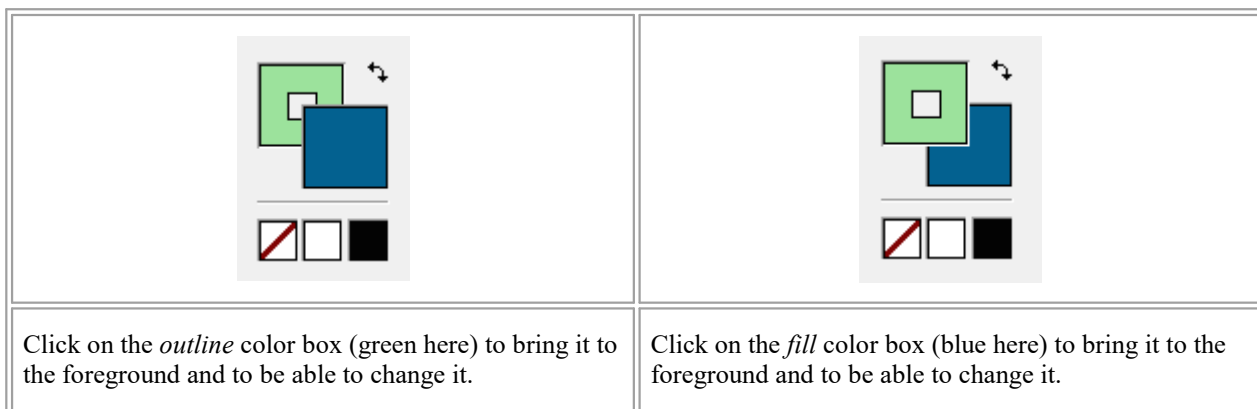 Click on the outline color box (green here) to bring it to
the foreground and to be able to change it.
Click on the fill color box (blue here) to bring it to the
foreground and to be able to change it.